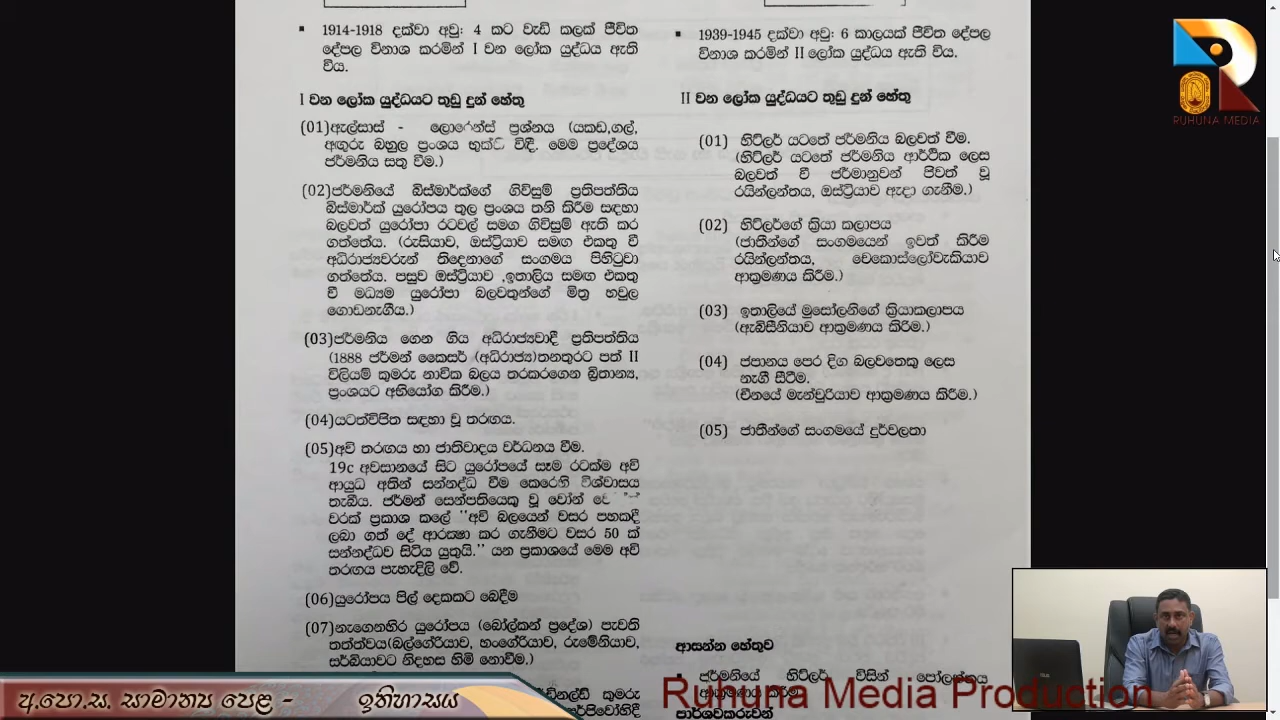 1914-1918 දක්වා අවු: 4 කට වැඩි කලක් ජීවිත
දේපල විනාශ කරමින් I වන ලෝක යුද්ධය ඇති
විය.
I වන ලෝක යුද්ධයට තුඩු දුන් හේතු
(01)ඇල්සාස් - ලොරෙන්ස් ප්‍රශ්නය (යකඩ,ගල්,
අඟුරු බහුල ප්‍රංශය භුක්ති විඳි, මෙම ප්‍රදේශය
ජර්මනිය සතු වීම.)
(02)ජර්මනියේ බිස්මාර්ක්ගේ ගිවිසුම් ප්‍රතිපත්තිය
බිස්මාර්ක් යුරෝපය තුල ප්‍රංශය තනි කිරීම සඳහා
බලවත් යුරෝපා රටවල් සමග ගිවිසුම් ඇති කර
ගත්තේය. (රුසියාව, ඔස්ට්‍රියාව සමඟ එකතු වී
අධිරාජ්‍යවරුන් තිදෙනාගේ සංගමය පිහිටුවා
ගත්තේය. පසුව ඔස්ට්‍රියාව ,ඉතාලිය සමඟ එකතු
වී මධ්‍යම යුරෝපා බලවතුන්ගේ මිත්‍ර හවුල
ගොඩනැගීය.)
(03)ජර්මනිය ගෙන ගිය අධිරාජ්‍යවාදී ප්‍රතිපත්තිය
(1888 ජර්මන් කෛසර් (අධිරාජ්‍ය)තනතුරට පත් II
විලියම් කුමරු නාවික බලය තරකරගෙන බ්‍රිතාන්‍ය,
ප්‍රංශයට අභියෝග කිරීම.)
(04)යටත්විජිත සඳහා වූ තරඟය.
(05)අවි තරඟය හා ජාතිවාදය වර්ධනය වීම.
19c අවසානයේ සිට යුරෝපයේ සෑම රටක්ම අවි
ආයුධ අතින් සන්නද්ධ වීම කෙරෙහි විශ්වාසය
තැබීය. ජර්මන් සෙන්පතියෙකු වූ වෝන්
වරක් ප්‍රකාශ කලේ "අවි බලයෙන් වසර පහකදී
ලබා ගත් දේ ආරක්‍ෂා කර ගැනීමට වසර 50 ක්
සන්නද්ධව සිටිය යුතුයි." යන ප්‍රකාශයේ මෙම අවි
තරඟය පැහැදිලි වේ.
(06)යුරෝපය පිල් දෙකකට බෙදීම
(07)නැගෙනහිර යුරෝපය (බෝල්කන් ප්‍රදේශ) පැවති
තත්ත්වය(බල්ගේරියාව, හංගේරියාව, රුමේනියාව,
සර්බියාවට නිදහස හිමි නොවීම.)
කුමරු
1939-1945 දක්වා අවු: 6 කාලයක් ජීවිත දේපල
විනාශ කරමින් II ලෝක යුද්ධය ඇති විය.
II වන ලෝක යුද්ධයට තුඩු දුන් හේතු
(01) හිට්ලර් යටතේ ජර්මනිය බලවත් වීම.
(හිට්ලර් යටතේ ජර්මනිය ආර්ථික ලෙස
බලවත් වී ජර්මානුවන් පිවත් වූ
රයින්ලන්තය, ඔස්ට්‍රියාව ඈදා ගැනීම.)
(02) හිට්ලර්ගේ ක්‍රියා කලාපය
(ජාතීන්ගේ සංගමයෙන් ඉවත් කිරීම
රයින්ලන්තය, චෙකොස්ලෝවැකියාව
ආක්‍රමණය කිරීම.)
(03) ඉතාලියේ මුසෝලනිගේ ක්‍රියාකලාපය
(ඇබිසීනියාව ආක්‍රමණය කිරීම.)
(04) ජපානය පෙර දිග බලවතෙකු ලෙස
නැගී සිටීම.
(චීනයේ මැන්චුරියාව ආක්‍රමණය කිරීම.)
(05) ජාතීන්ගේ සංගමයේ දුර්වලතා
ආසන්න හේතුව
ජර්මනියේ හිට්ලර් විසින් පෝලන්තය
ආක්‍රමණය කිරීම
පාර්ශවකරුවන්
RUHUNA MEDIA
අ.පො.ස. සාමාන්‍ය පෙළ - ඉතිහාසය
Ruhuna Media Production